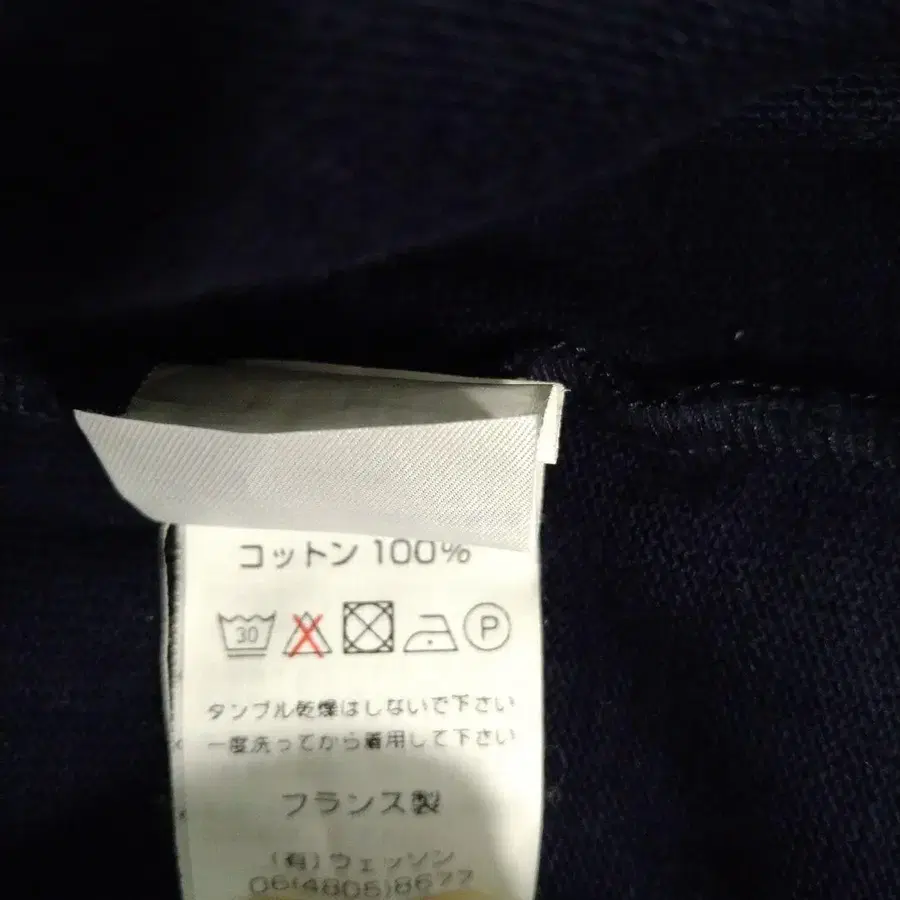 コットン 100%
30 P
タンブル乾燥はしないで下さい
一度洗ってから着用して下さい
フランス製
(有)ウェッソン
06(4805)8677